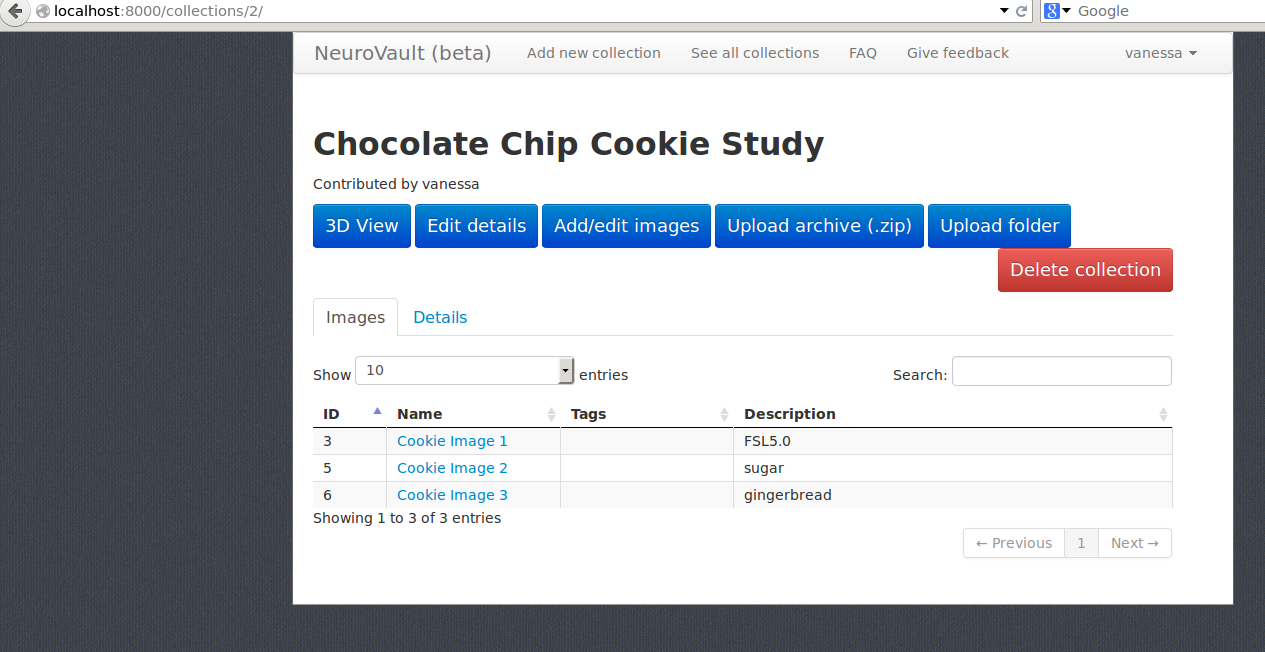 localhost:8000/collections/2/ Google
NeuroVault (beta) Add new collection See all collections FAQ Give feedback vanessa
Chocolate Chip Cookie Study
Contributed by vanessa
3D View Edit details Add/edit images Upload archive (.zip) Upload folder
Delete collection
Images Details
Show 10 entries Search:
ID Name Tags Description
3 Cookie Image 1 FSL5.0
5 Cookie Image 2 sugar
6 Cookie Image 3 gingerbread
Showing 1 to 3 of 3 entries
← Previous 1 Next →